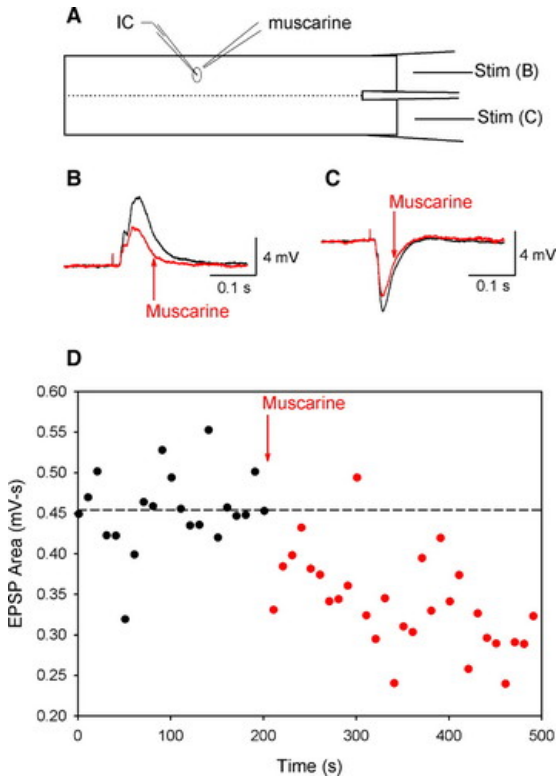 A
IC
muscarine
Stim (B)
Stim (C)
B
C
Muscarine
4 mV
0.1 s
Muscarine
4 mV
0.1 s
D
Muscarine
0.60
0.55
0.50
0.45
0.40
0.35
0.30
0.25
0.20
EPSP Area (mV-s)
0 100 200 300 400 500
Time (s)